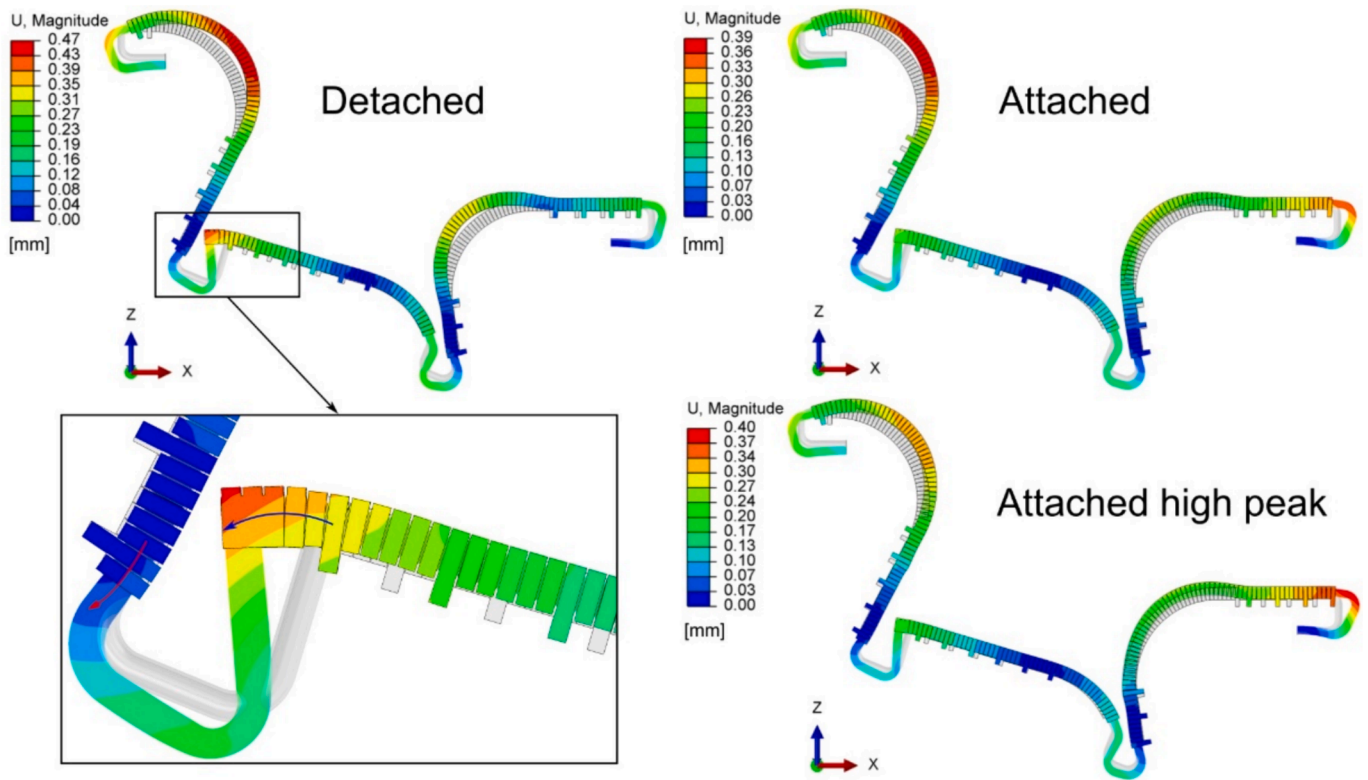 U, Magnitude
0.47
0.43
0.39
0.35
0.31
0.27
0.23
0.19
0.16
0.12
0.08
0.04
0.00
[mm]
Detached
Z
X
U, Magnitude
0.39
0.36
0.33
0.30
0.26
0.23
0.20
0.16
0.13
0.10
0.07
0.03
0.00
[mm]
Attached
Z
X
U, Magnitude
0.40
0.37
0.34
0.30
0.27
0.23
0.20
0.17
0.13
0.10
0.07
0.03
0.00
[mm]
Attached high peak
Z
X